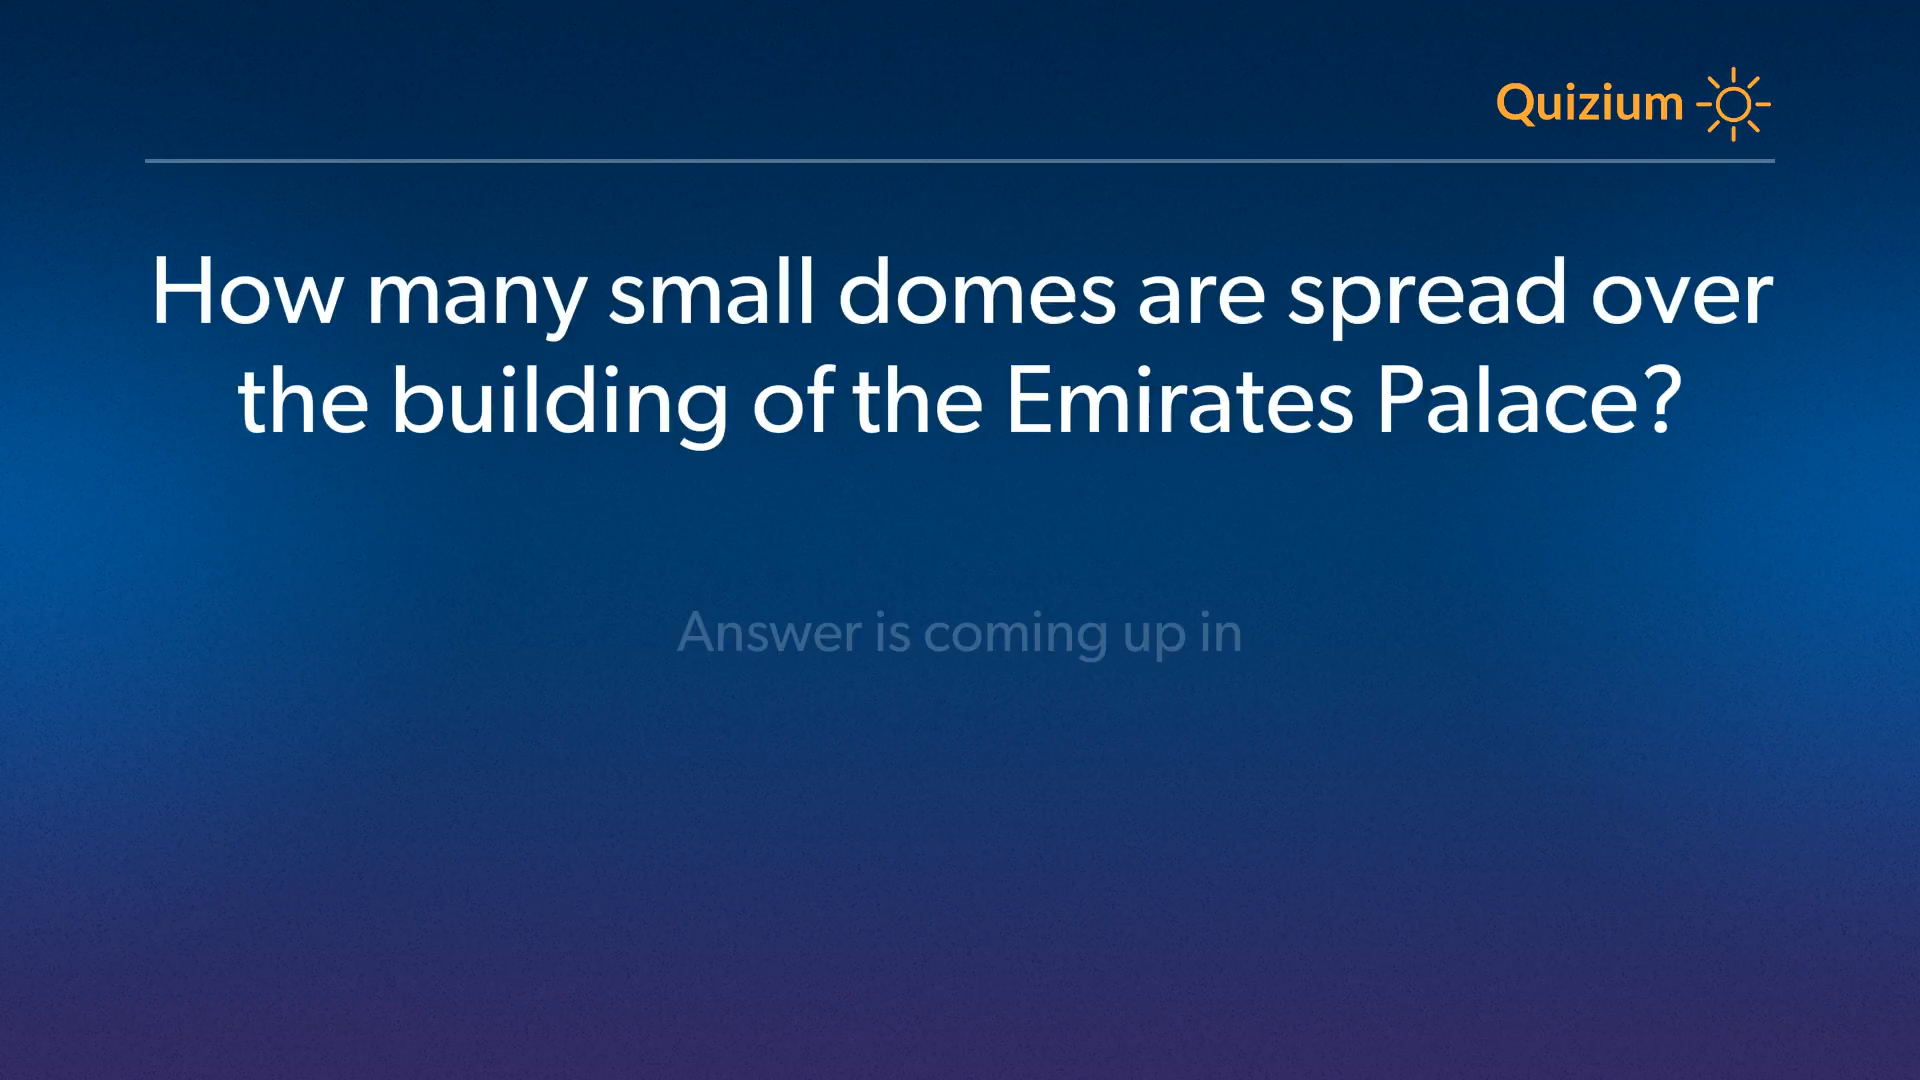 Quizium
How many small domes are spread over
the building of the Emirates Palace?
Answer is coming up in